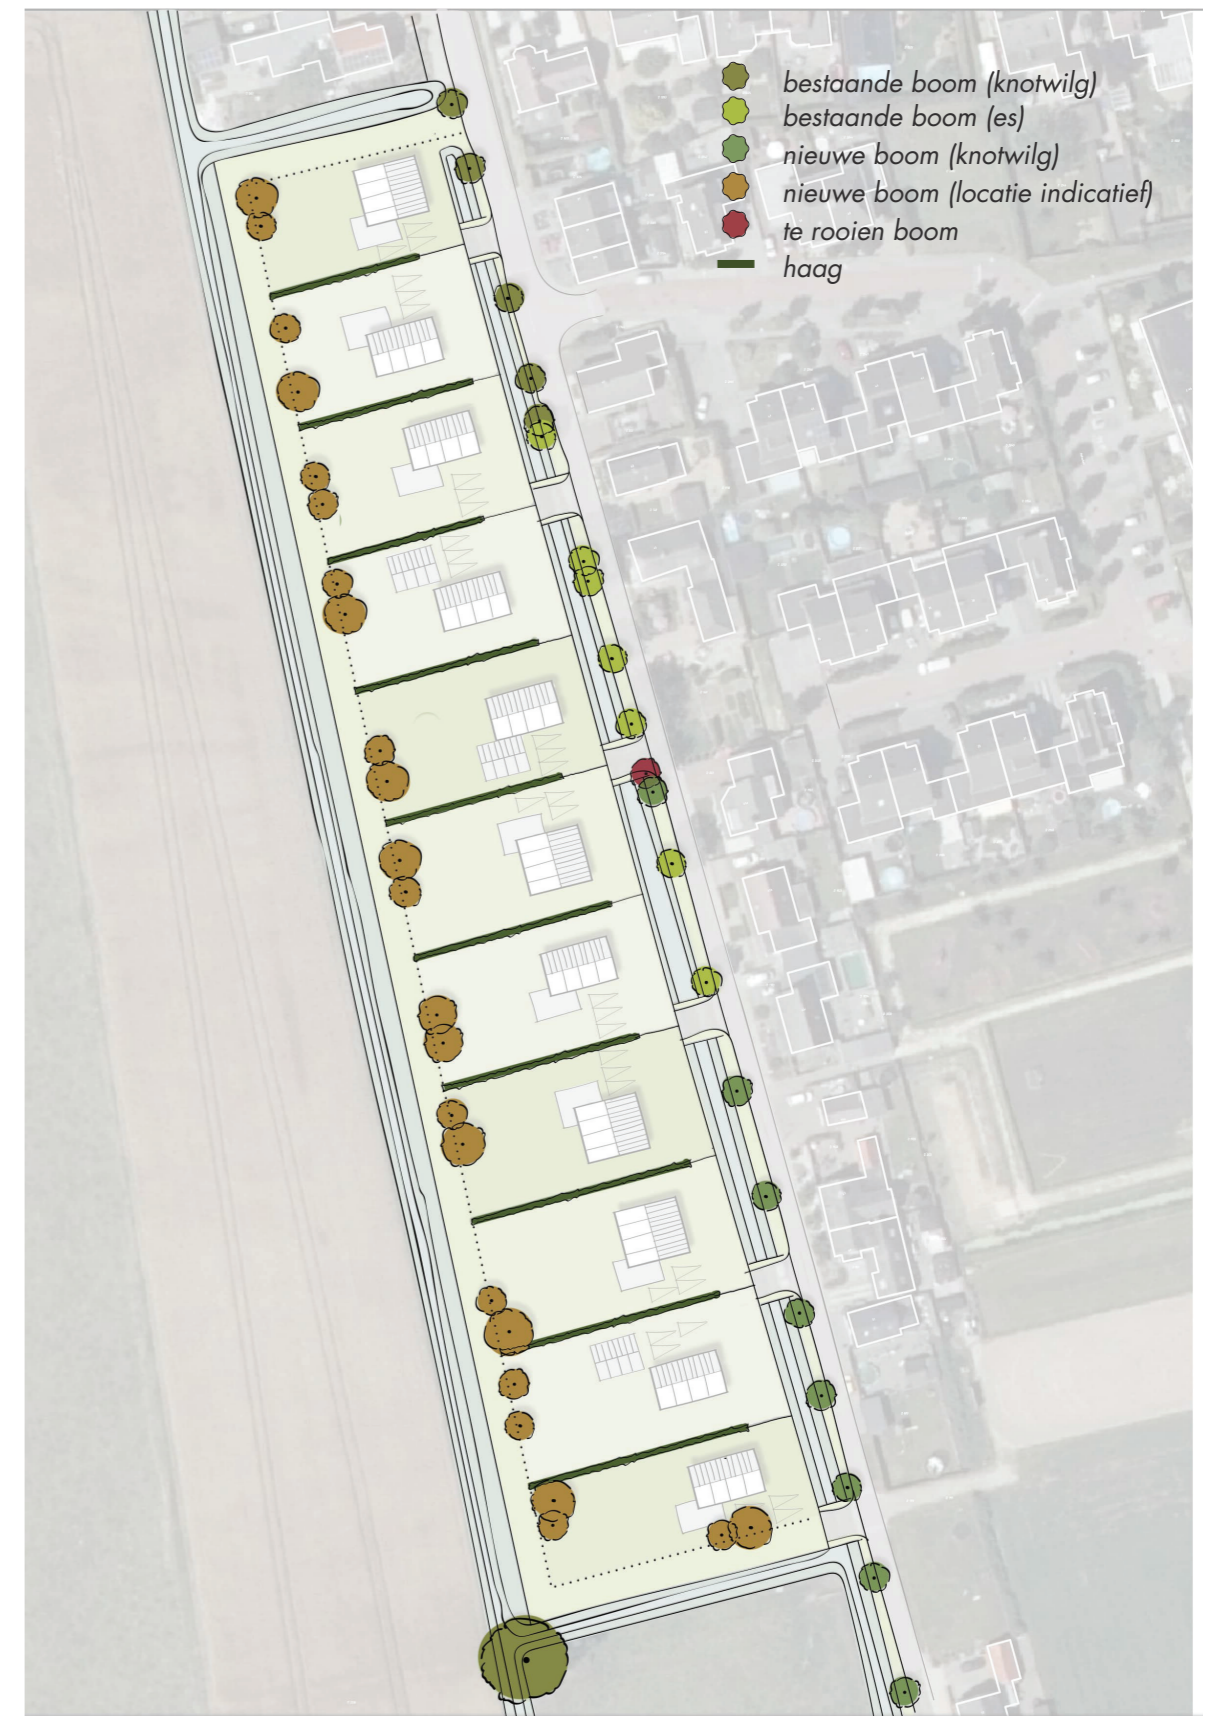 bestaande boom (knotwilg)
bestaande boom (es)
nieuwe boom (knotwilg)
nieuwe boom (locatie indicatief)
te rooien boom
haag